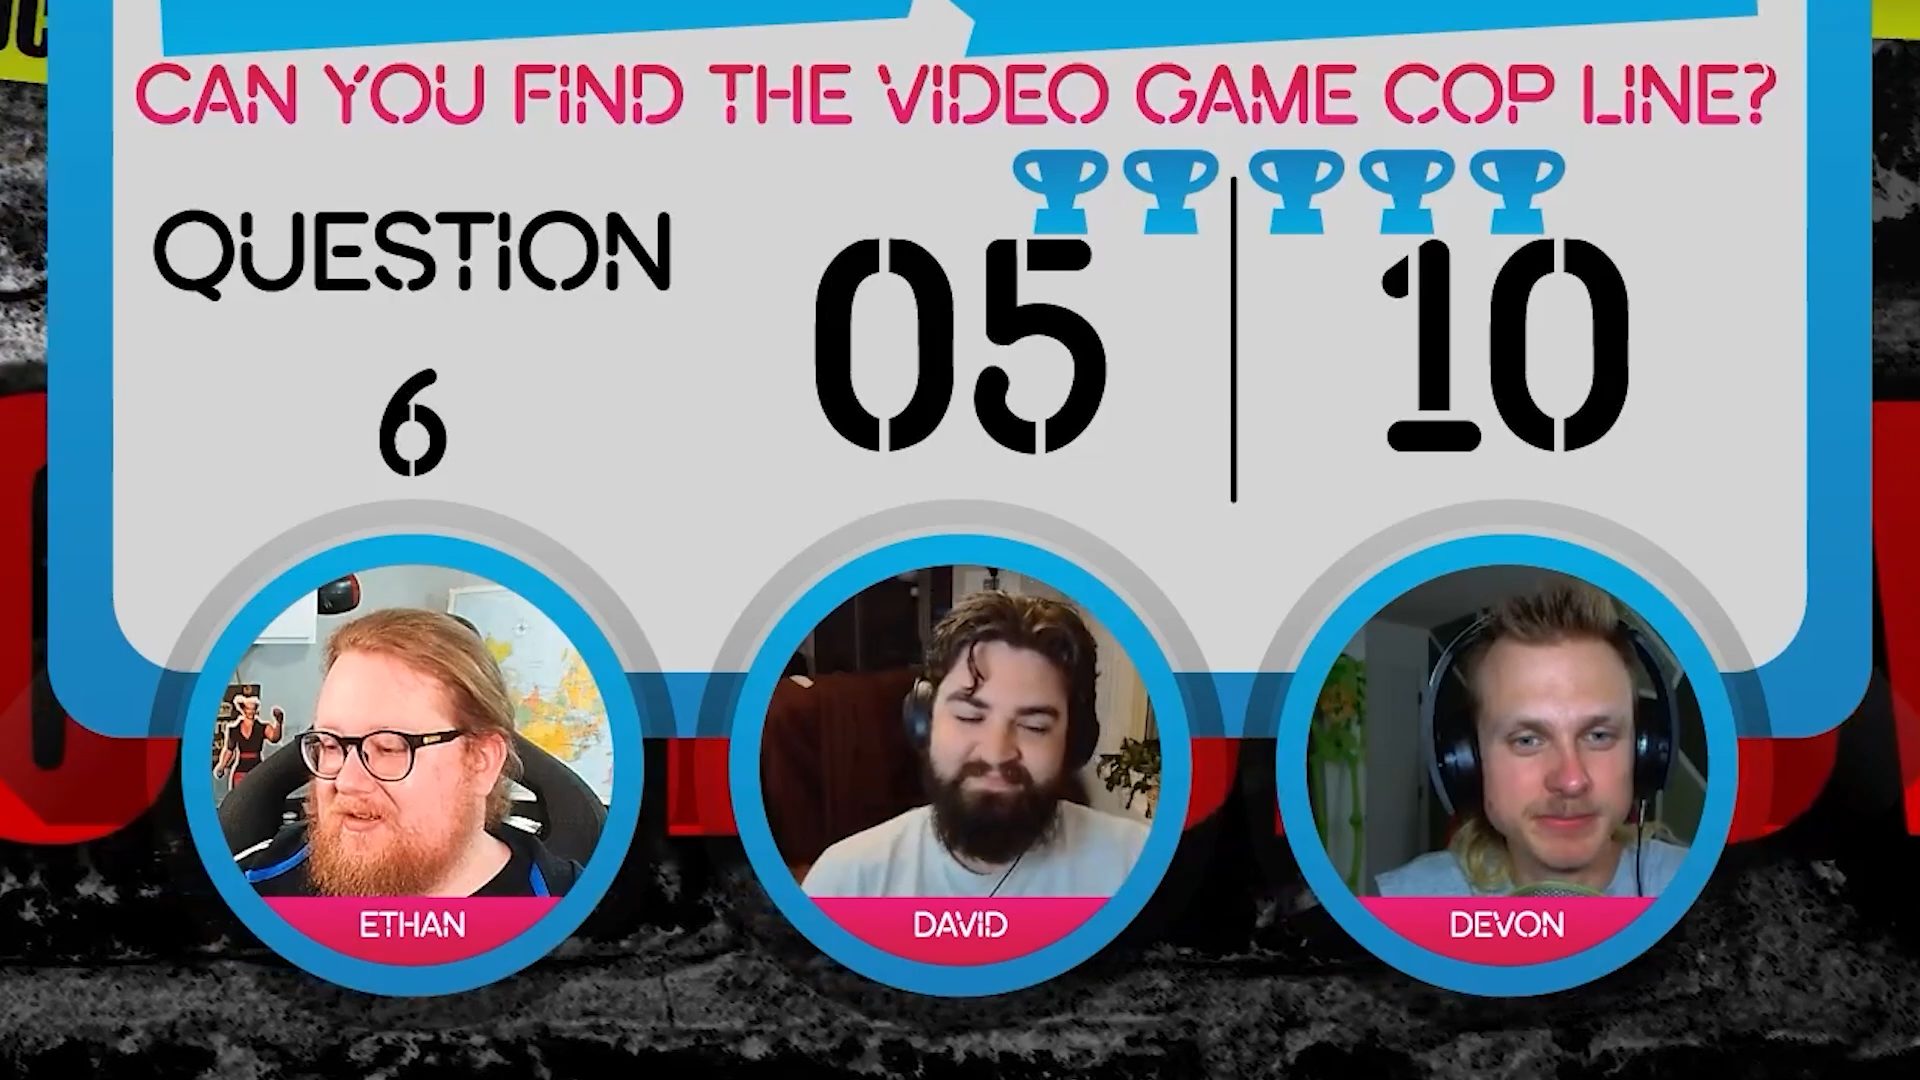 CAN YOU FIND THE VIDEO GAME COP LINE?
QUESTION
6
05
10
ETHAN
DAVID
DEVON